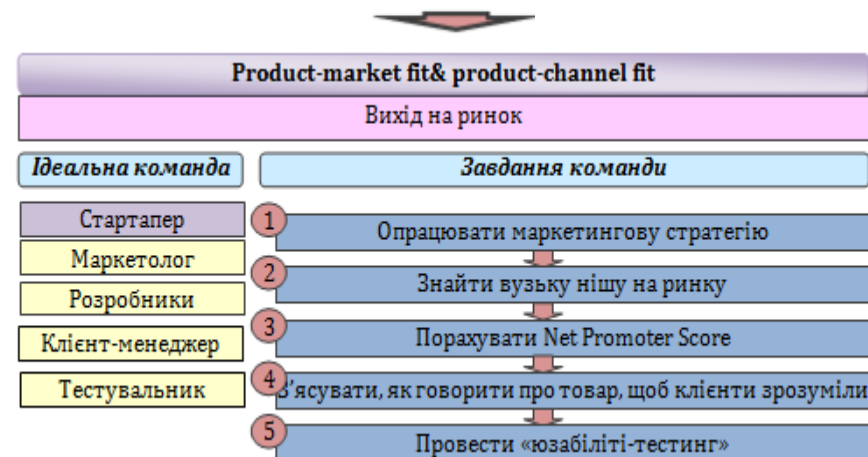 Product-market fit& product-channel fit
Вихід на ринок
Ідеальна команда
Завдання команди
Стартапер
Маркетолог
Розробники
Клієнт-менеджер
Тестувальник
1
Опрацювати маркетингову стратегію
2
Знайти вузьку нішу на ринку
3
Порахувати Net Promoter Score
4
З’ясувати, як говорити про товар, щоб клієнти зрозуміли
5
Провести «юзабіліті-тестинг»